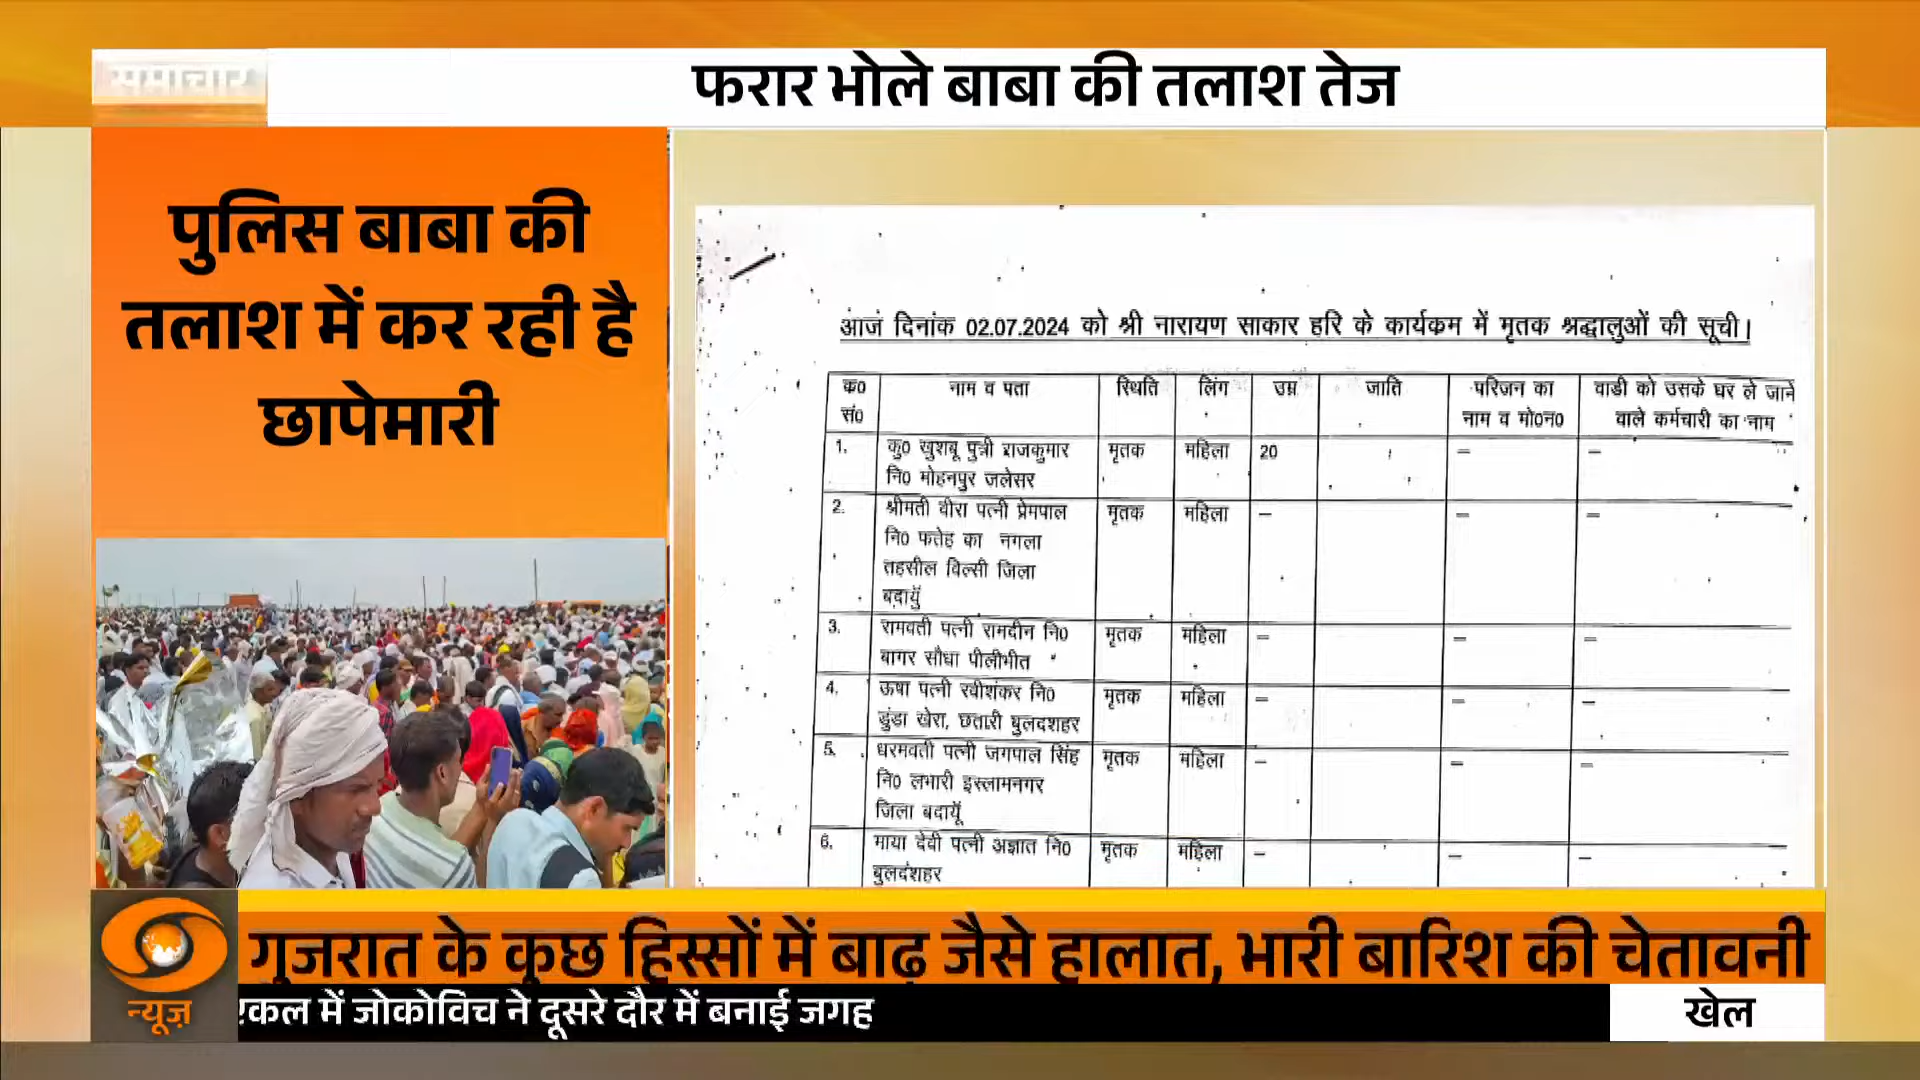 समाचार
फरार भोले बाबा की तलाश तेज
पुलिस बाबा की
तलाश में कर रही है
छापेमारी
आज दिनांक 02.07.2024 को श्री नारायण साकार हरि के कार्यक्रम में मृतक श्रद्धालुओं की सूची।
क0 सं0 नाम व पता स्थिति लिंग उम्र जाति परिजन का नाम व मो0न0 वाडी को उसके घर ले जाने वाले कर्मचारी का नाम
1. कु0 खुशबू पुत्री राजकुमार मृतक महिला 20 – –
नि0 मोहनपुर जलेसर
2. श्रीमती वीरा पत्नी प्रेमपाल मृतक महिला – – –
नि0 फतेह का नगला
तहसील विल्सी जिला
बदायुँ
3. रामवती पत्नी रामदीन नि0 मृतक महिला – – –
बागर सौधा पीलीभीत
4. ऊषा पत्नी रवीशंकर नि0 मृतक महिला – – –
डुंडा खेरा, छतारी बुलदशहर
5. धरमवती पत्नी जगपाल सिंह मृतक महिला – – –
नि0 लभारी इस्लामनगर
जिला बदायूँ
6. माया देवी पत्नी अज्ञात नि0 मृतक महिला – – –
बुलदंशहर
गुजरात के कुछ हिस्सों में बाढ़ जैसे हालात, भारी बारिश की चेतावनी
न्यूज़
में जोकोविच ने दूसरे दौर में बनाई जगह
खेल